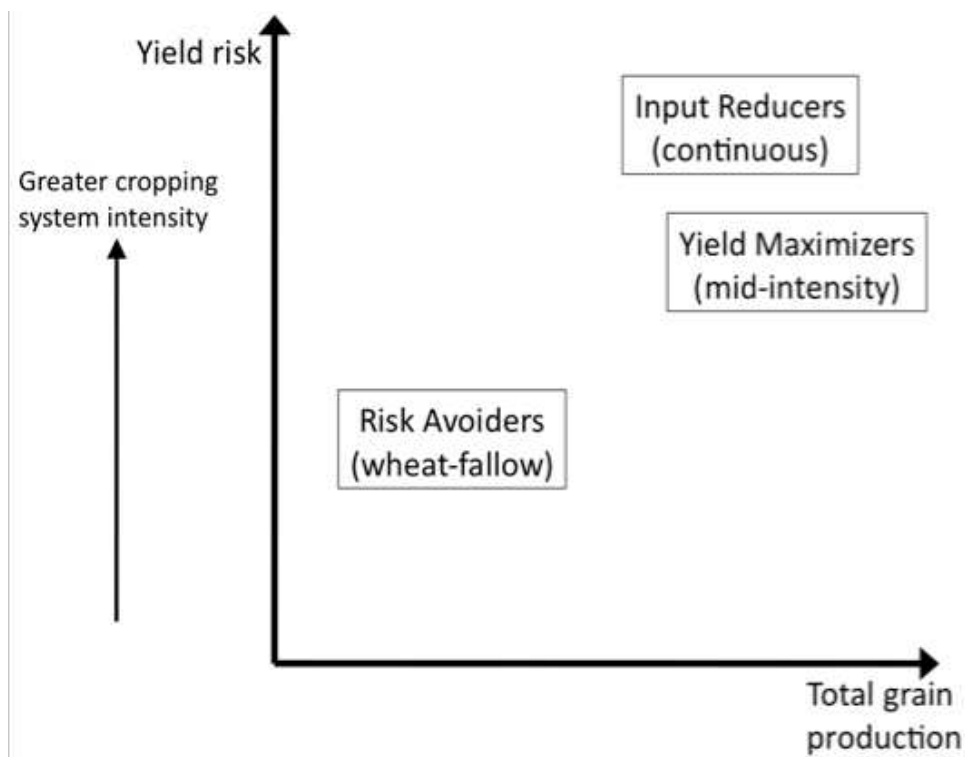 Yield risk
Input Reducers
(continuous)
Greater cropping
system intensity
Yield Maximizers
(mid-intensity)
Risk Avoiders
(wheat-fallow)
Total grain
production